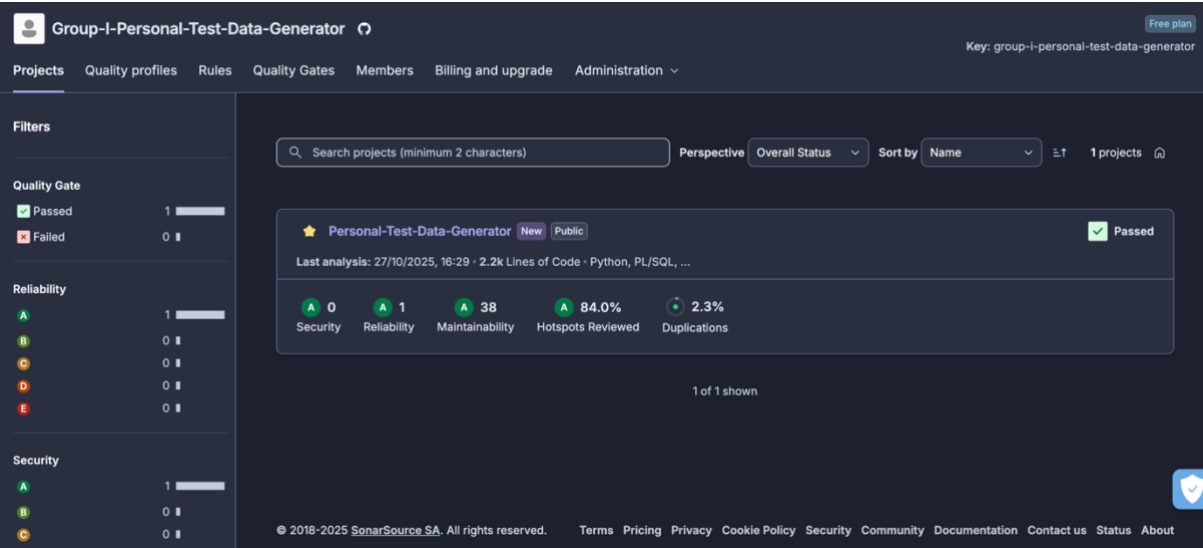 Group-I-Personal-Test-Data-Generator
Free plan
Key: group-i-personal-test-data-generator
Projects Quality profiles Rules Quality Gates Members Billing and upgrade Administration
Filters
Quality Gate
Passed 1
Failed 0
Reliability
A 1
B 0
C 0
D 0
E 0
Security
A 1
B 0
C 0
Search projects (minimum 2 characters) Perspective Overall Status Sort by Name 1 projects
Personal-Test-Data-Generator New Public Passed
Last analysis: 27/10/2025, 16:29 • 2.2k Lines of Code • Python, PL/SQL, ...
A 0 A 1 A 38 A 84.0% 2.3%
Security Reliability Maintainability Hotspots Reviewed Duplications
1 of 1 shown
© 2018-2025 SonarSource SA. All rights reserved. Terms Pricing Privacy Cookie Policy Security Community Documentation Contact us Status About